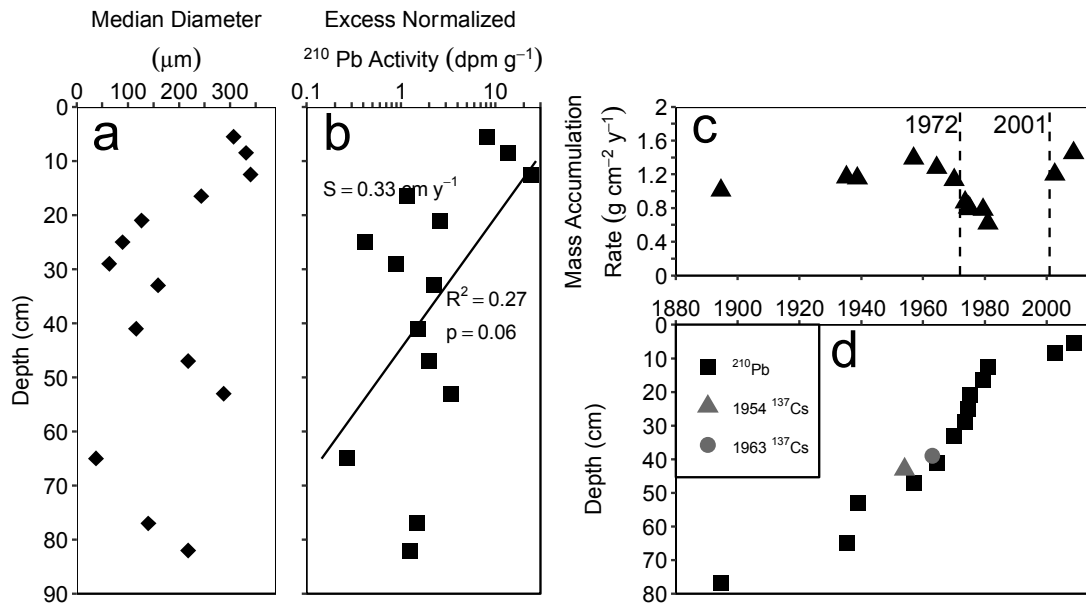 Median Diameter
(μm)
0 100 200 300
0
10
20
30
40
50
60
70
80
90
Depth (cm)
a
Excess Normalized
²¹⁰ Pb Activity (dpm g⁻¹)
0.1 1 10
b
S = 0.33 cm y⁻¹
R² = 0.27
p = 0.06
c
1972
2001
Mass Accumulation
Rate (g cm⁻² y⁻¹)
2
1.6
1.2
0.8
0.4
0
1880 1900 1920 1940 1960 1980 2000
d
²¹⁰Pb
1954 ¹³⁷Cs
1963 ¹³⁷Cs
Depth (cm)
0
10
20
30
40
50
60
70
80